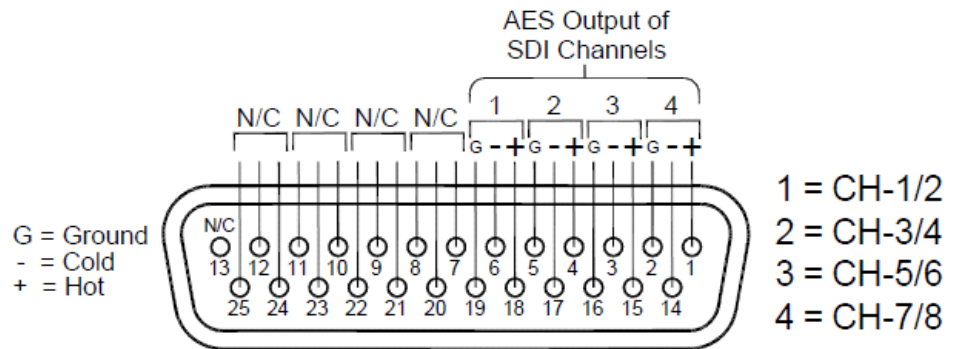 AES Output of
SDI Channels
1 2 3 4
N/C N/C N/C N/C
G - + G - + G - + G - +
N/C
13 12 11 10 9 8 7 6 5 4 3 2 1
25 24 23 22 21 20 19 18 17 16 15 14
G = Ground
- = Cold
+ = Hot
1 = CH-1/2
2 = CH-3/4
3 = CH-5/6
4 = CH-7/8